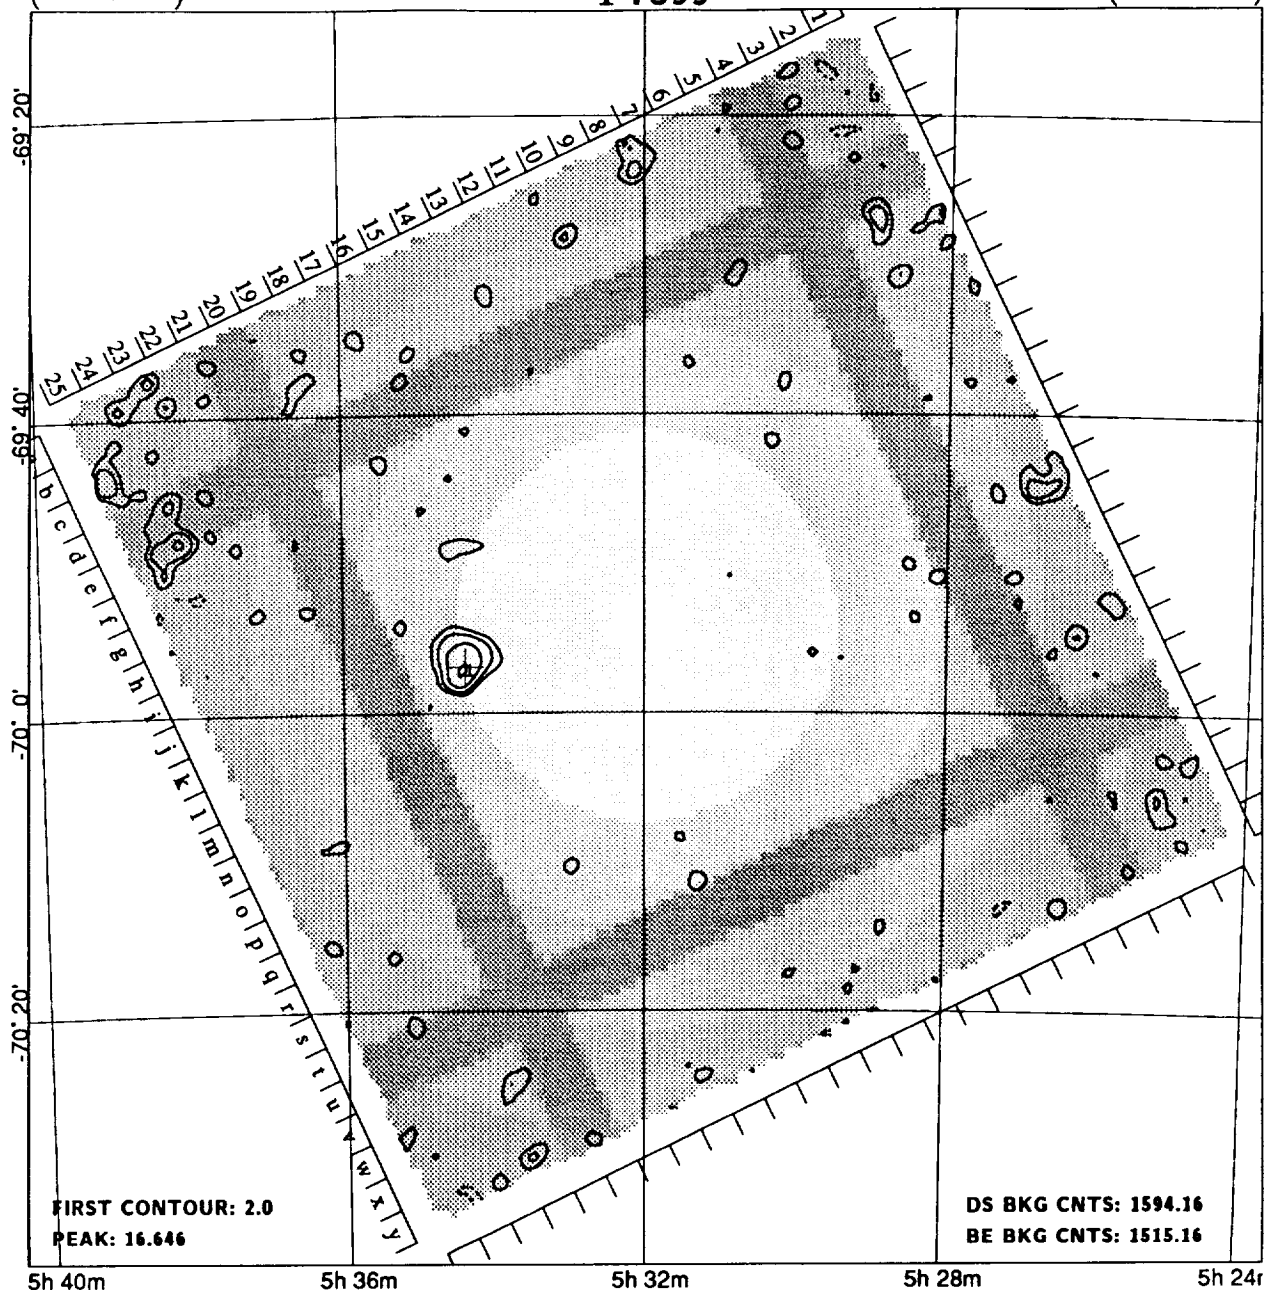 1 2 3 4 5 6 7 8 9 10 11 12 13 14 15 16 17 18 19 20 21 22 23 24 25
-69° 20'
-69° 40'
-70° 0'
-70° 20'
b c d e f g h i j k l m n o p q r s t u v w x y
FIRST CONTOUR: 2.0
PEAK: 16.646
DS BKG CNTS: 1594.16
BE BKG CNTS: 1515.16
5h 40m 5h 36m 5h 32m 5h 28m 5h 24